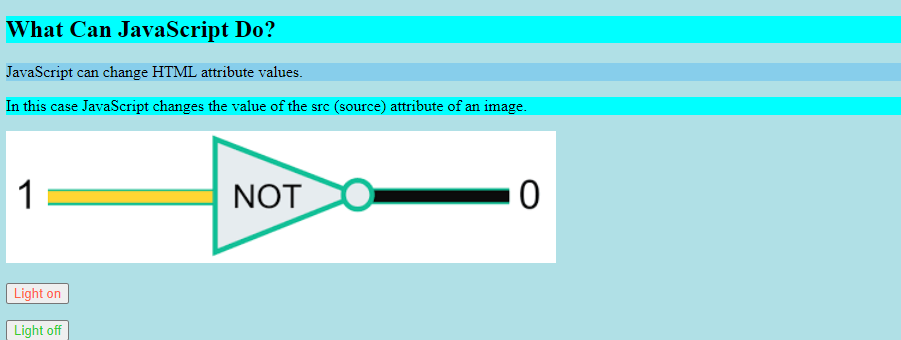 What Can JavaScript Do?
JavaScript can change HTML attribute values.
In this case JavaScript changes the value of the src (source) attribute of an image.
1 NOT 0
Light on
Light off